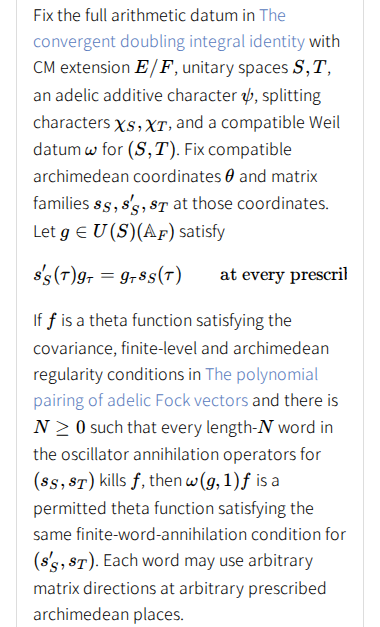 Fix the full arithmetic datum in The
convergent doubling integral identity with
CM extension E/F, unitary spaces S, T,
an adelic additive character ψ, splitting
characters χ_S, χ_T, and a compatible Weil
datum ω for (S, T). Fix compatible
archimedean coordinates θ and matrix
families s_S, s′_S, s_T at those coordinates.
Let g ∈ U(S)(𝔸_F) satisfy
s′_S(τ)g_τ = g_τ s_S(τ) at every prescril
If f is a theta function satisfying the
covariance, finite-level and archimedean
regularity conditions in The polynomial
pairing of adelic Fock vectors and there is
N ≥ 0 such that every length-N word in
the oscillator annihilation operators for
(s_S, s_T) kills f, then ω(g, 1)f is a
permitted theta function satisfying the
same finite-word-annihilation condition for
(s′_S, s_T). Each word may use arbitrary
matrix directions at arbitrary prescribed
archimedean places.